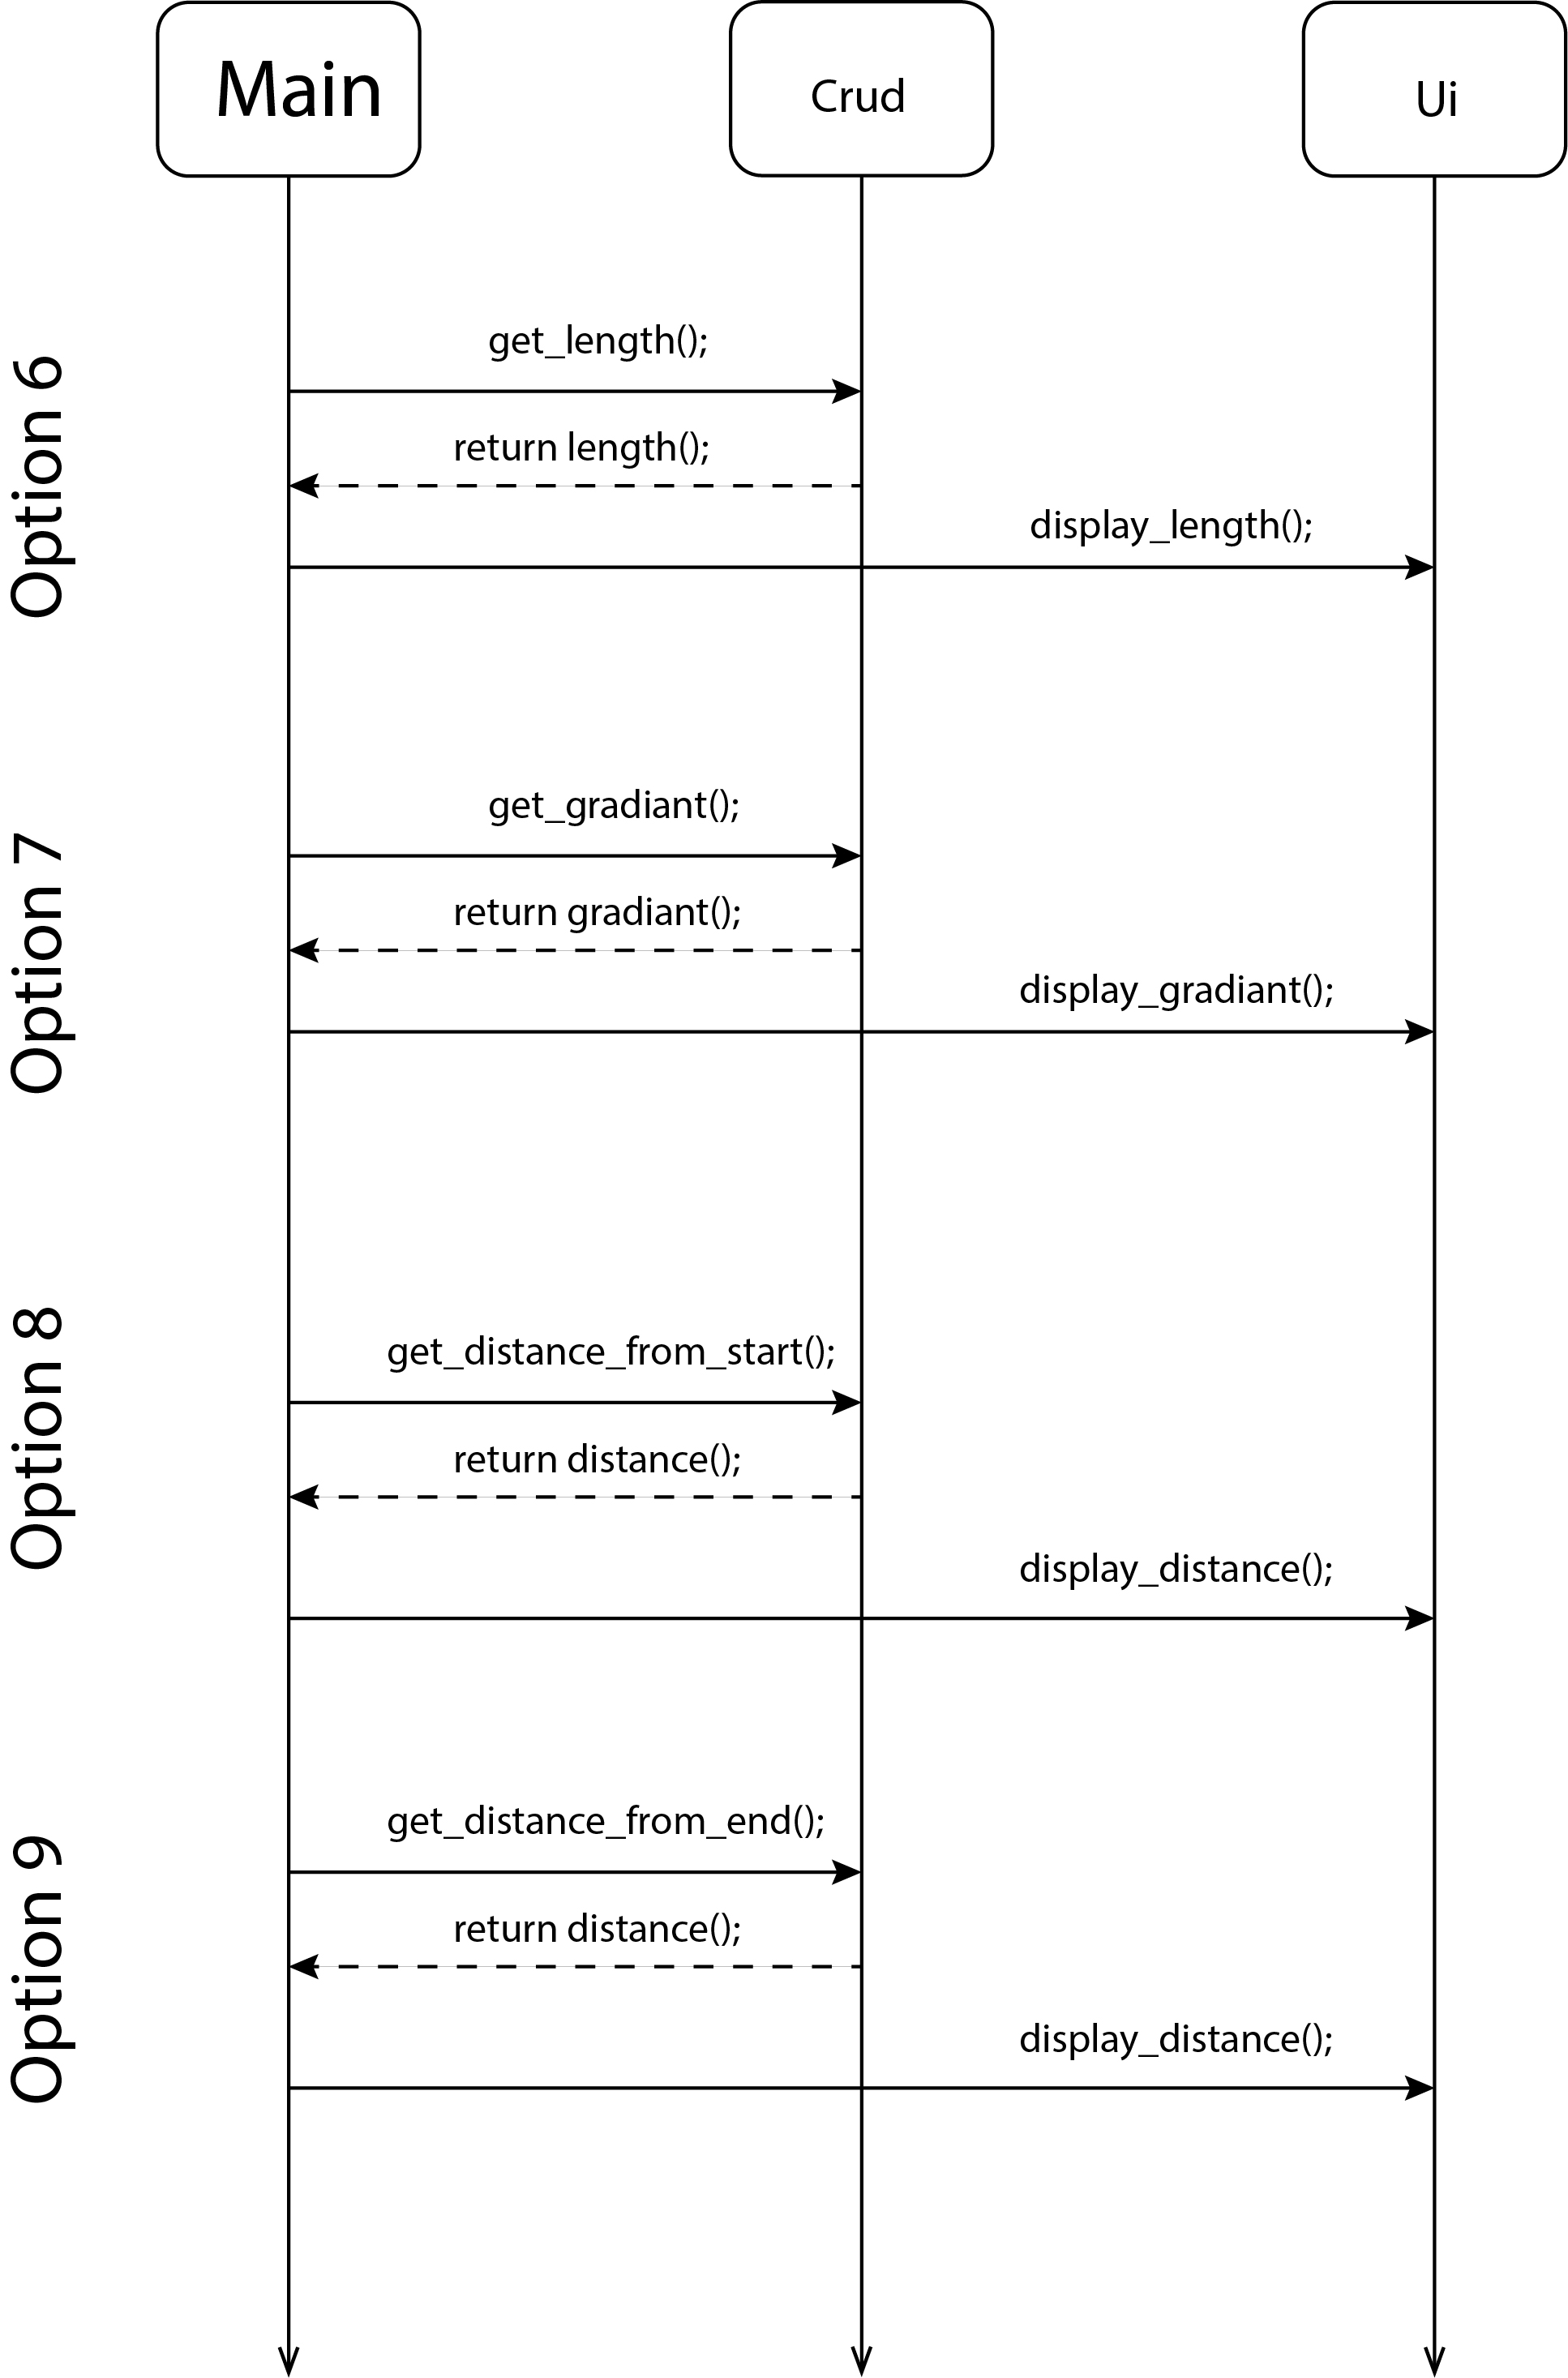 Main
Crud
Ui
Option 6
get_length();
return length();
display_length();
Option 7
get_gradiant();
return gradiant();
display_gradiant();
Option 8
get_distance_from_start();
return distance();
display_distance();
Option 9
get_distance_from_end();
return distance();
display_distance();